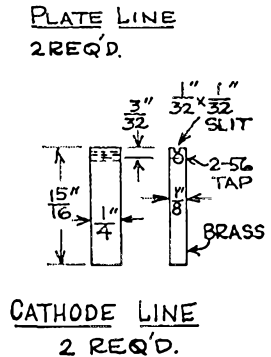 PLATE LINE
2 REQ'D.
3/32"
1/32" x 1/32"
SLIT
2-56
TAP
15/16"
1/4"
1/8"
BRASS
CATHODE LINE
2 REQ'D.